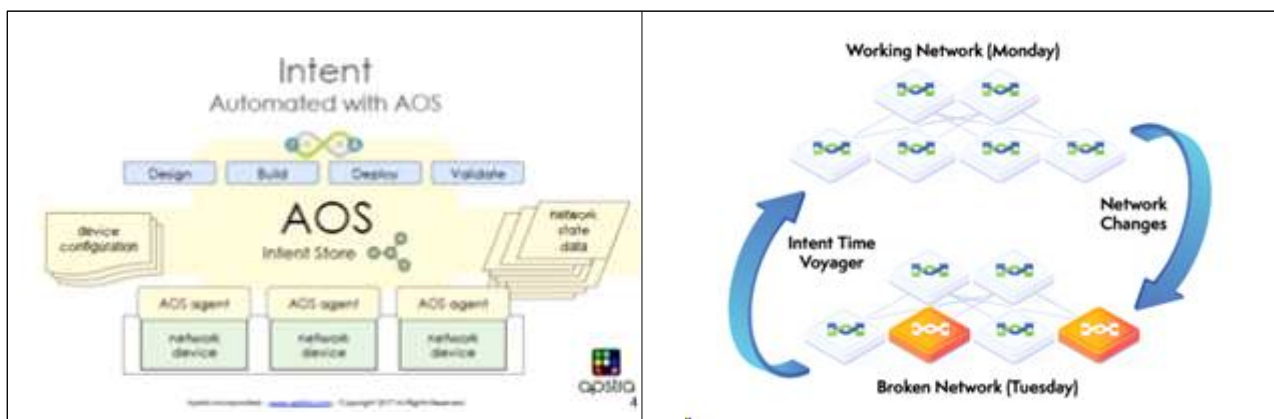 Intent
Automated with AOS
Design
Build
Deploy
Validate
AOS
Intent Store
device
configuration
network
state
data
AOS agent
AOS agent
AOS agent
network
device
network
device
network
device
apstra
4
Working Network (Monday)
Network
Changes
Intent Time
Voyager
Broken Network (Tuesday)